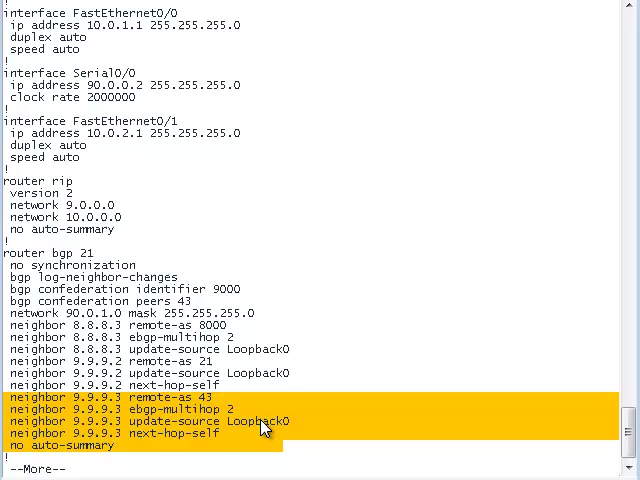 !
interface FastEthernet0/0
ip address 10.0.1.1 255.255.255.0
duplex auto
speed auto
!
interface Serial0/0
ip address 90.0.0.2 255.255.255.0
clock rate 2000000
!
interface FastEthernet0/1
ip address 10.0.2.1 255.255.255.0
duplex auto
speed auto
!
router rip
version 2
network 9.0.0.0
network 10.0.0.0
no auto-summary
!
router bgp 21
no synchronization
bgp log-neighbor-changes
bgp confederation identifier 9000
bgp confederation peers 43
network 90.0.1.0 mask 255.255.255.0
neighbor 8.8.8.3 remote-as 8000
neighbor 8.8.8.3 ebgp-multihop 2
neighbor 8.8.8.3 update-source Loopback0
neighbor 9.9.9.2 remote-as 21
neighbor 9.9.9.2 update-source Loopback0
neighbor 9.9.9.2 next-hop-self
neighbor 9.9.9.3 remote-as 43
neighbor 9.9.9.3 ebgp-multihop 2
neighbor 9.9.9.3 update-source Loopback0
neighbor 9.9.9.3 next-hop-self
no auto-summary
!
--More--